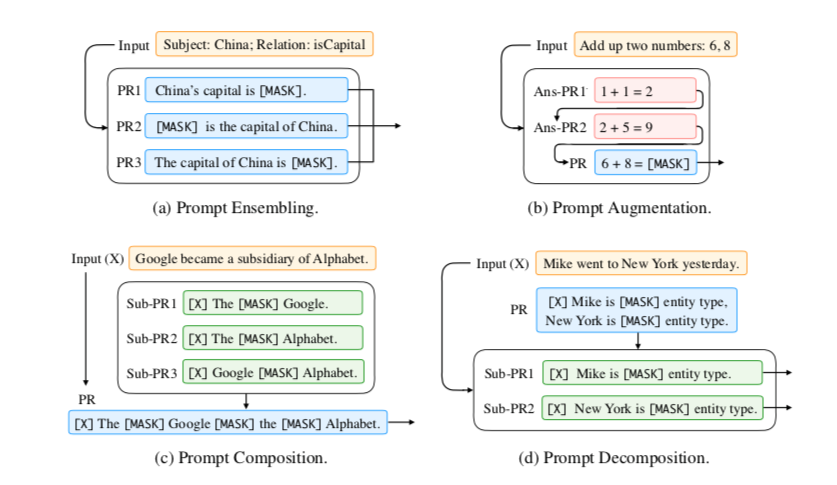 Input Subject: China; Relation: isCapital
PR1 China's capital is [MASK].
PR2 [MASK] is the capital of China.
PR3 The capital of China is [MASK].
(a) Prompt Ensembling.
Input Add up two numbers: 6, 8
Ans-PR1 1 + 1 = 2
Ans-PR2 2 + 5 = 9
PR 6 + 8 = [MASK]
(b) Prompt Augmentation.
Input (X) Google became a subsidiary of Alphabet.
Sub-PR1 [X] The [MASK] Google.
Sub-PR2 [X] The [MASK] Alphabet.
Sub-PR3 [X] Google [MASK] Alphabet.
PR
[X] The [MASK] Google [MASK] the [MASK] Alphabet.
(c) Prompt Composition.
Input (X) Mike went to New York yesterday.
PR [X] Mike is [MASK] entity type,
New York is [MASK] entity type.
Sub-PR1 [X] Mike is [MASK] entity type.
Sub-PR2 [X] New York is [MASK] entity type.
(d) Prompt Decomposition.